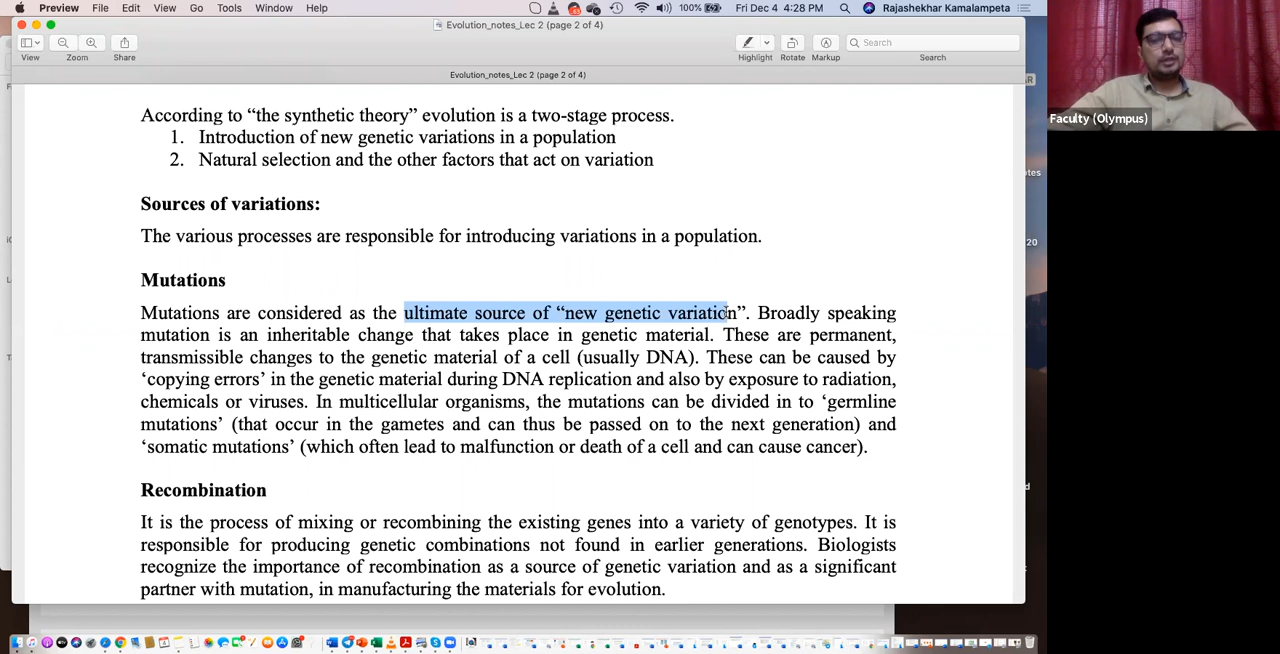 Preview File Edit View Go Tools Window Help 100% Fri Dec 4 4:28 PM Rajashekhar Kamalampeta
Evolution_notes_Lec 2 (page 2 of 4)
Search
View Zoom Share Highlight Rotate Markup Search
Evolution_notes_Lec 2 (page 2 of 4)
According to “the synthetic theory” evolution is a two-stage process.
1. Introduction of new genetic variations in a population
2. Natural selection and the other factors that act on variation
Sources of variations:
The various processes are responsible for introducing variations in a population.
Mutations
Mutations are considered as the ultimate source of “new genetic variation”. Broadly speaking
mutation is an inheritable change that takes place in genetic material. These are permanent,
transmissible changes to the genetic material of a cell (usually DNA). These can be caused by
‘copying errors’ in the genetic material during DNA replication and also by exposure to radiation,
chemicals or viruses. In multicellular organisms, the mutations can be divided in to ‘germline
mutations’ (that occur in the gametes and can thus be passed on to the next generation) and
‘somatic mutations’ (which often lead to malfunction or death of a cell and can cause cancer).
Recombination
It is the process of mixing or recombining the existing genes into a variety of genotypes. It is
responsible for producing genetic combinations not found in earlier generations. Biologists
recognize the importance of recombination as a source of genetic variation and as a significant
partner with mutation, in manufacturing the materials for evolution.
Faculty (Olympus)